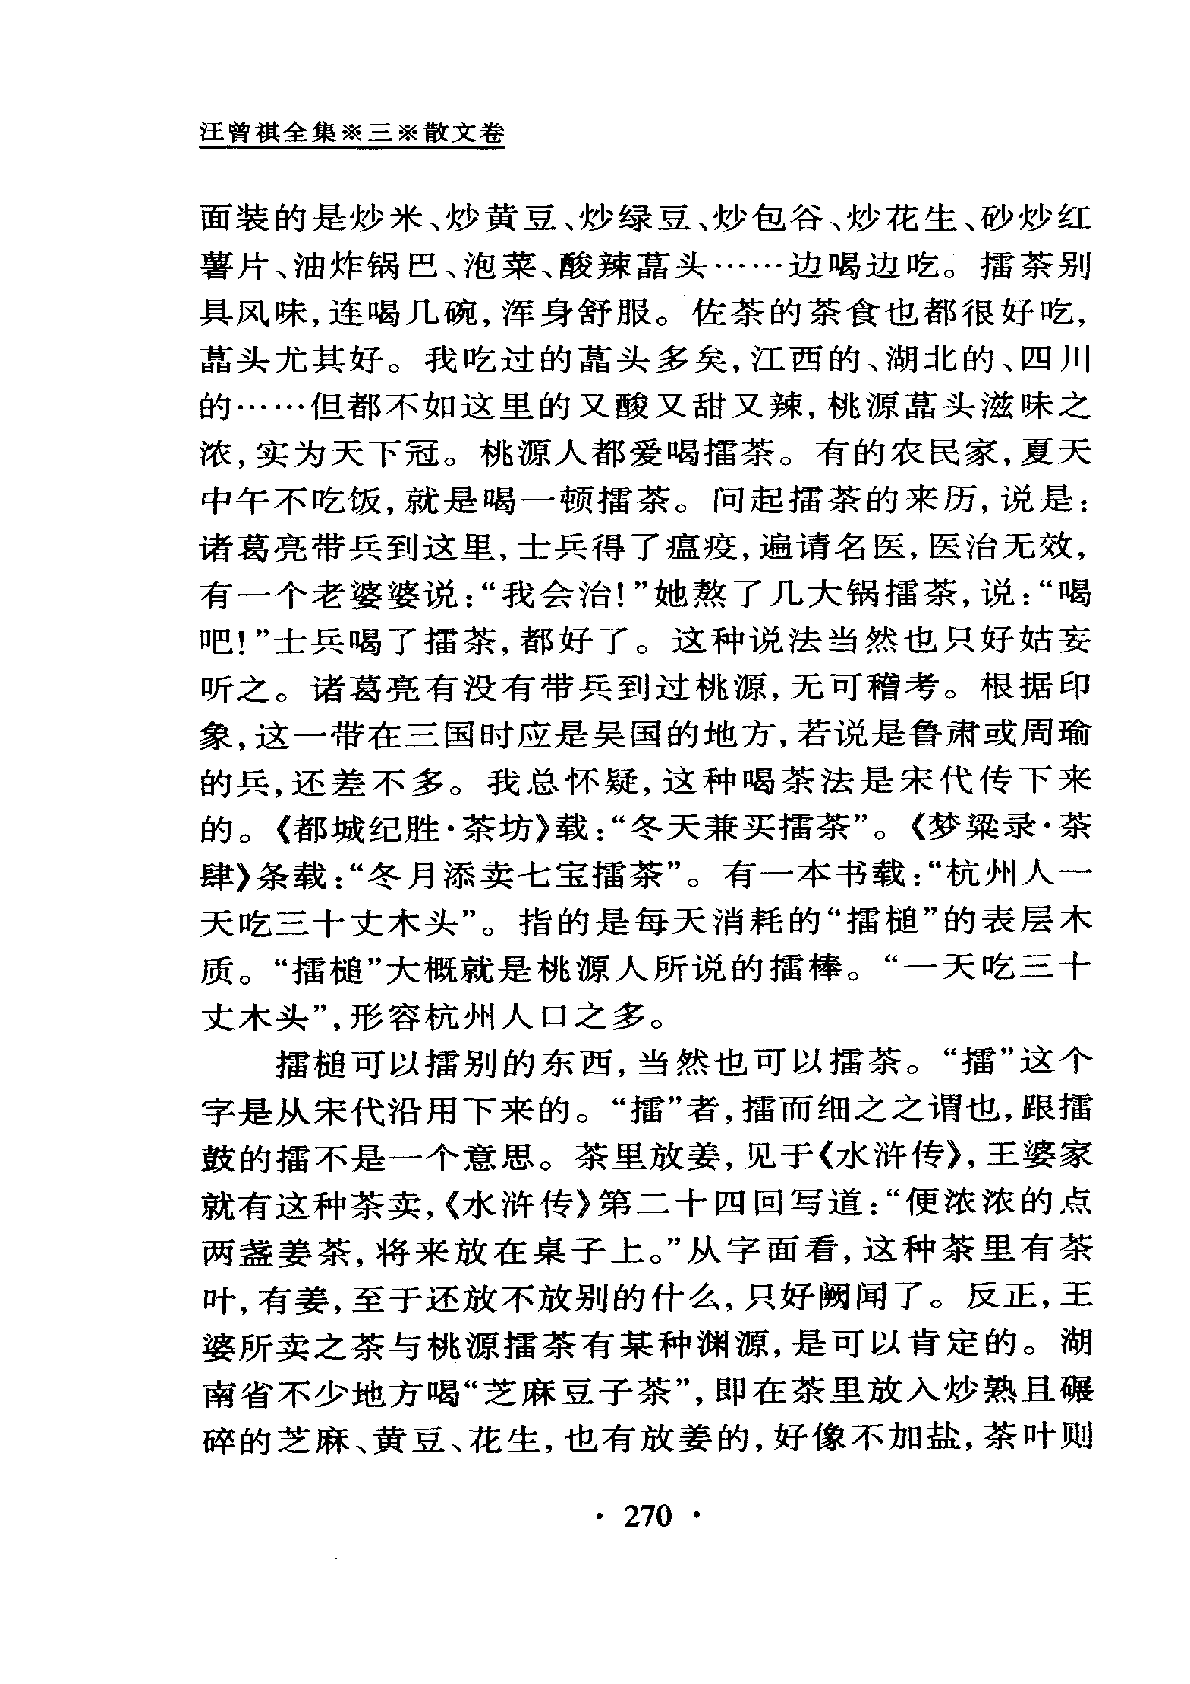 汪曾祺全集※三※散文卷
面装的是炒米、炒黄豆、炒绿豆、炒包谷、炒花生、砂炒红
薯片、油炸锅巴、泡菜、酸辣藠头……边喝边吃。擂茶别
具风味,连喝几碗,浑身舒服。佐茶的茶食也都很好吃,
藠头尤其好。我吃过的藠头多矣,江西的、湖北的、四川
的……但都不如这里的又酸又甜又辣,桃源藠头滋味之
浓,实为天下冠。桃源人都爱喝擂茶。有的农民家,夏天
中午不吃饭,就是喝一顿擂茶。问起擂茶的来历,说是:
诸葛亮带兵到这里,士兵得了瘟疫,遍请名医,医治无效,
有一个老婆婆说:“我会治!”她熬了几大锅擂茶,说:“喝
吧!”士兵喝了擂茶,都好了。这种说法当然也只好姑妄
听之。诸葛亮有没有带兵到过桃源,无可稽考。根据印
象,这一带在三国时应是吴国的地方,若说是鲁肃或周瑜
的兵,还差不多。我总怀疑,这种喝茶法是宋代传下来
的。《都城纪胜·茶坊》载:“冬天兼买擂茶”。《梦粱录·茶
肆》条载:“冬月添卖七宝擂茶”。有一本书载:“杭州人一
天吃三十丈木头”。指的是每天消耗的“擂槌”的表层木
质。“擂槌”大概就是桃源人所说的擂棒。“一天吃三十
丈木头”,形容杭州人口之多。
擂槌可以擂别的东西,当然也可以擂茶。“擂”这个
字是从宋代沿用下来的。“擂”者,擂而细之之谓也,跟擂
鼓的擂不是一个意思。茶里放姜,见于《水浒传》,王婆家
就有这种茶卖,《水浒传》第二十四回写道:“便浓浓的点
两盏姜茶,将来放在桌子上。”从字面看,这种茶里有茶
叶,有姜,至于还放不放别的什么,只好阙闻了。反正,王
婆所卖之茶与桃源擂茶有某种渊源,是可以肯定的。湖
南省不少地方喝“芝麻豆子茶”,即在茶里放入炒熟且碾
碎的芝麻、黄豆、花生,也有放姜的,好像不加盐,茶叶则
· 270 ·